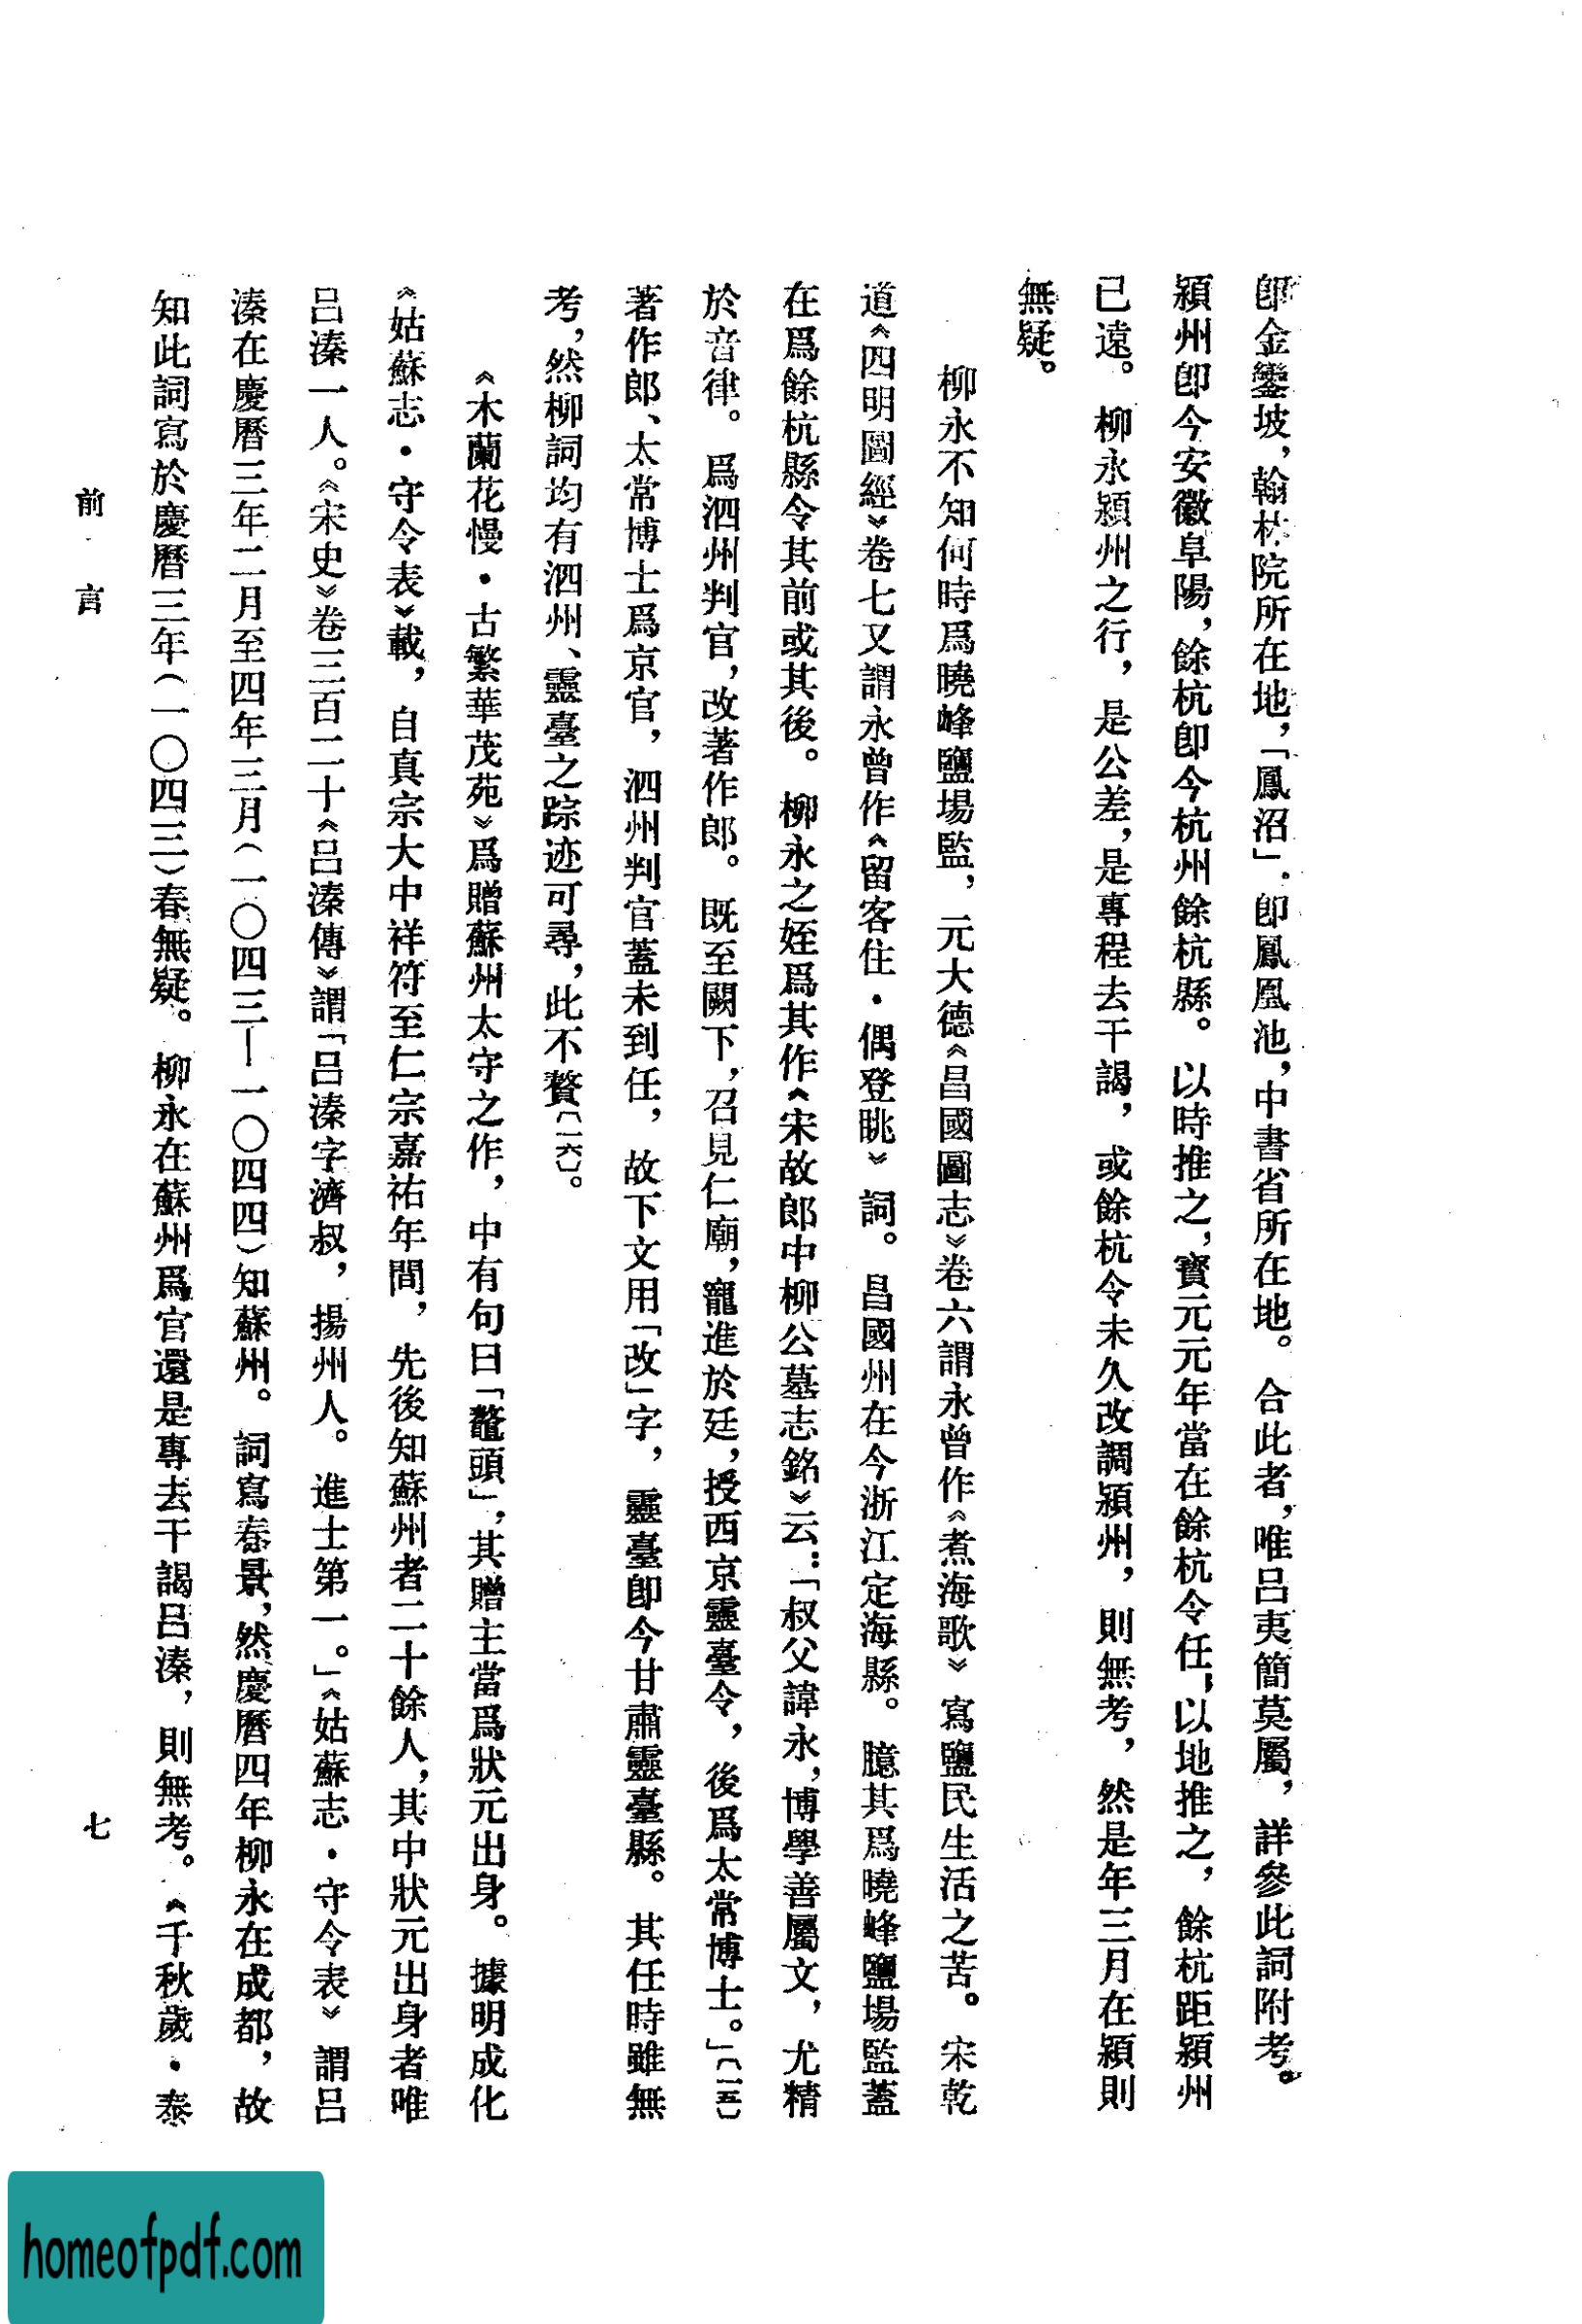 卽金鑾坡，翰林院所在地，「鳳沼」卽鳳凰池，中書省所在地。合此者，唯呂夷簡莫屬，詳參此詞附考。
潁州卽今安徽阜陽，餘杭卽今杭州餘杭縣。以時推之，寶元元年當在餘杭令任；以地推之，餘杭距潁州
已遠。柳永潁州之行，是公差，是專程去干謁，或餘杭令未久改調潁州，則無考，然是年三月在潁則
無疑。
柳永不知何時爲曉峰鹽場監，元大德《昌國圖志》卷六謂永曾作《煮海歌》寫鹽民生活之苦。宋乾
道《四明圖經》卷七又謂永曾作《留客住・偶登眺》詞。昌國州在今浙江定海縣。臆其爲曉峰鹽場監蓋
在爲餘杭縣令其前或其後。柳永之姪爲其作《宋故郎中柳公墓志銘》云：「叔父諱永，博學善屬文，尤精
於音律。爲泗州判官，改著作郎。既至闕下，召見仁廟，寵進於廷，授西京靈臺令，後爲太常博士。」〔一五〕
著作郎、太常博士爲京官，泗州判官蓋未到任，故下文用「改」字，靈臺卽今甘肅靈臺縣。其任時雖無
考，然柳詞均有泗州、靈臺之踪迹可尋，此不贅〔一六〕。
《木蘭花慢・古繁華茂苑》爲贈蘇州太守之作，中有句曰「鼇頭」，其贈主當爲狀元出身。據明成化
《姑蘇志・守令表》載，自真宗大中祥符至仁宗嘉祐年間，先後知蘇州者二十餘人，其中狀元出身者唯
呂溱一人。《宋史》卷三百二十《呂溱傳》謂「呂溱字濟叔，揚州人。進士第一。」《姑蘇志・守令表》謂呂
溱在慶曆三年二月至四年三月（一〇四三—一〇四四）知蘇州。詞寫春景，然慶曆四年柳永在成都，故
知此詞寫於慶曆三年（一〇四三）春無疑。柳永在蘇州爲官還是專去干謁呂溱，則無考。《千秋歲・泰
前言
七
homeofpdf.com